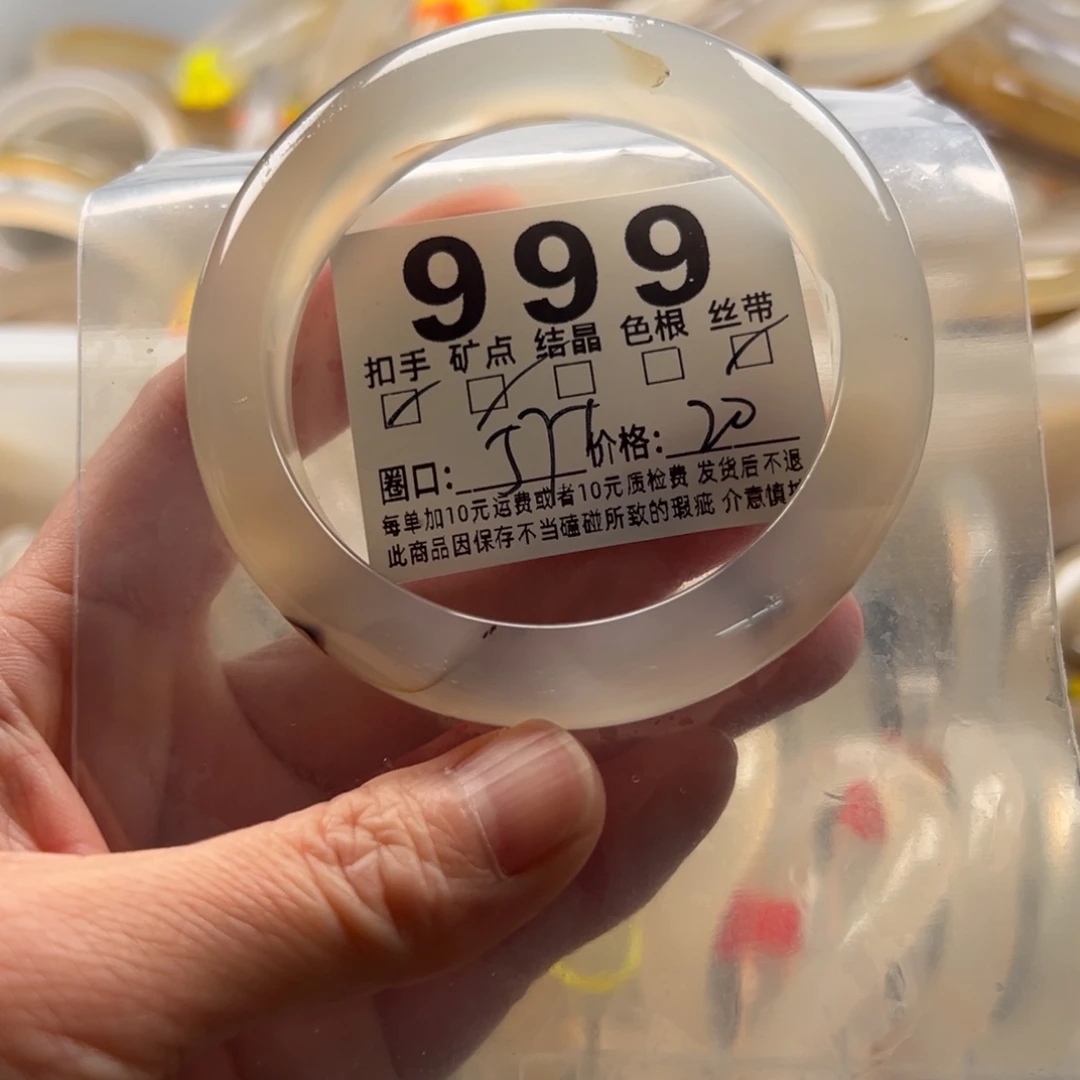 999
扣手 矿点 结晶 色根 丝带
圈口: 价格: 20
每单加10元运费或者10元质检费 发货后不退
此商品因保存不当磕碰所致的瑕疵 介意慎